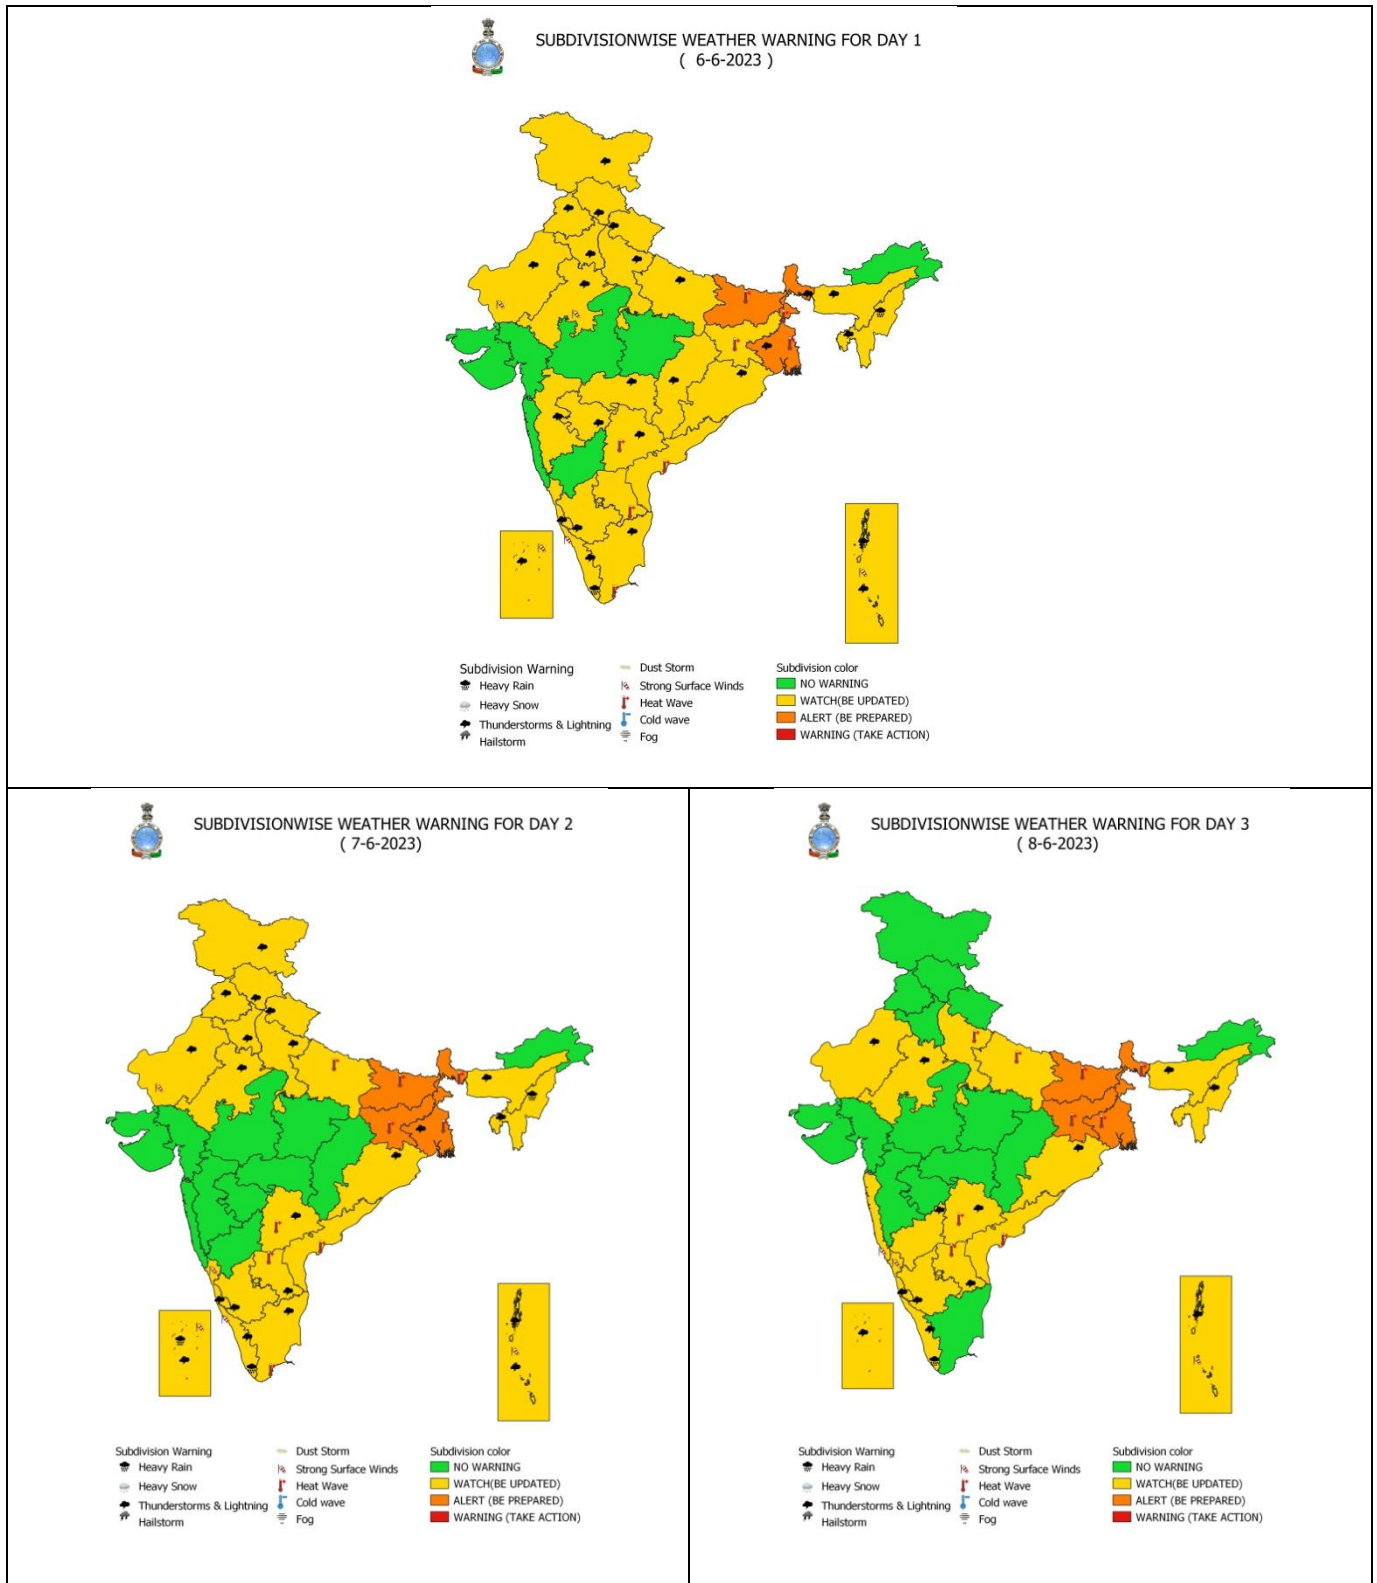 SUBDIVISIONWISE WEATHER WARNING FOR DAY 1
( 6-6-2023 )
Subdivision Warning
Heavy Rain
Heavy Snow
Thunderstorms & Lightning
Hailstorm
Dust Storm
Strong Surface Winds
Heat Wave
Cold wave
Fog
Subdivision color
NO WARNING
WATCH(BE UPDATED)
ALERT (BE PREPARED)
WARNING (TAKE ACTION)
SUBDIVISIONWISE WEATHER WARNING FOR DAY 2
( 7-6-2023)
Subdivision Warning
Heavy Rain
Heavy Snow
Thunderstorms & Lightning
Hailstorm
Dust Storm
Strong Surface Winds
Heat Wave
Cold wave
Fog
Subdivision color
NO WARNING
WATCH(BE UPDATED)
ALERT (BE PREPARED)
WARNING (TAKE ACTION)
SUBDIVISIONWISE WEATHER WARNING FOR DAY 3
( 8-6-2023)
Subdivision Warning
Heavy Rain
Heavy Snow
Thunderstorms & Lightning
Hailstorm
Dust Storm
Strong Surface Winds
Heat Wave
Cold wave
Fog
Subdivision color
NO WARNING
WATCH(BE UPDATED)
ALERT (BE PREPARED)
WARNING (TAKE ACTION)